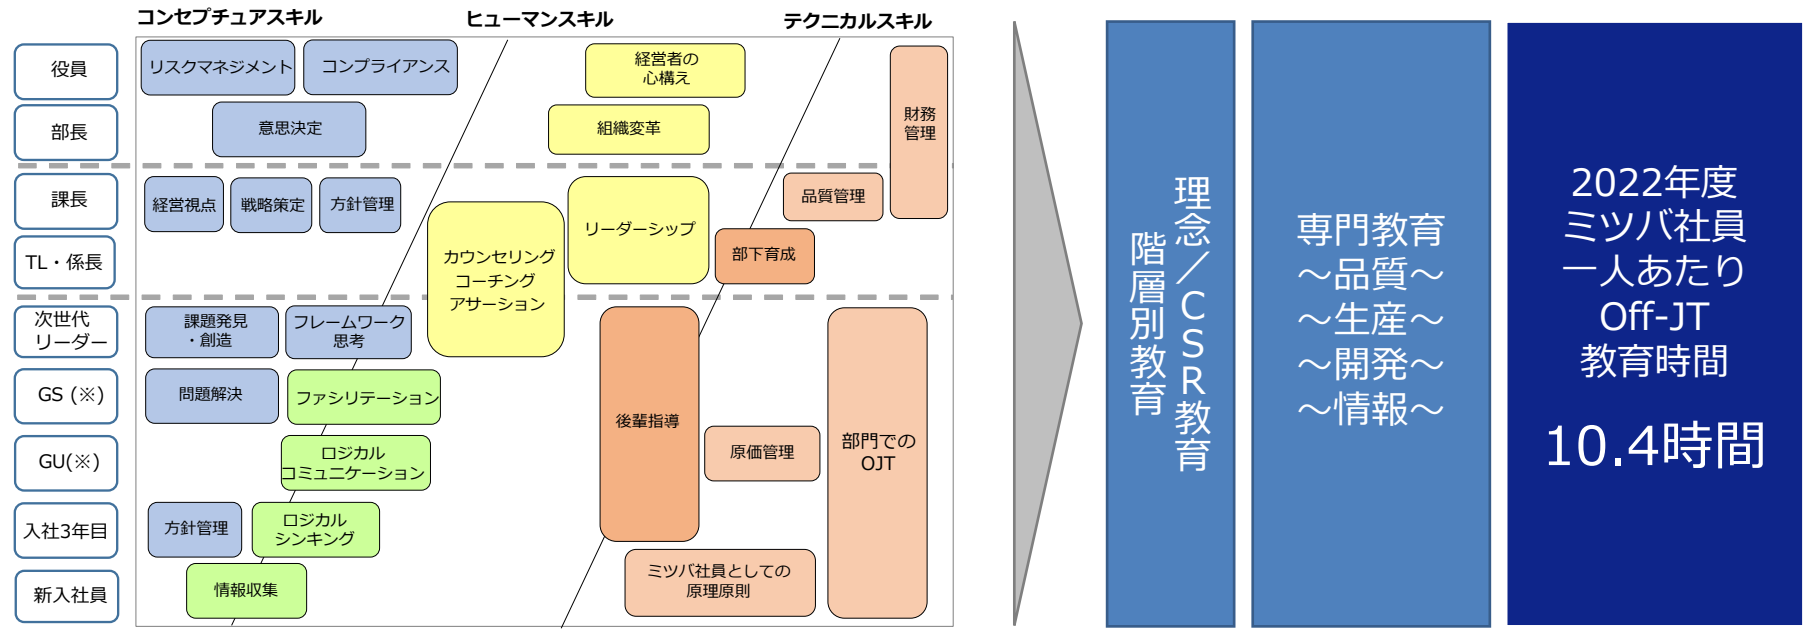 コンセプチュアスキル
ヒューマンスキル
テクニカルスキル
役員
リスクマネジメント
コンプライアンス
経営者の
心構え
部長
意思決定
組織変革
財務
管理
課長
経営視点
戦略策定
方針管理
リーダーシップ
品質管理
TL・係長
カウンセリング
コーチング
アサーション
部下育成
次世代
リーダー
課題発見
・創造
フレームワーク
思考
GS (※)
問題解決
ファシリテーション
後輩指導
GU(※)
ロジカル
コミュニケーション
原価管理
部門での
OJT
入社3年目
方針管理
ロジカル
シンキング
新入社員
情報収集
ミツバ社員としての
原理原則
理念／CSR教育
階層別教育
専門教育
～品質～
～生産～
～開発～
～情報～
2022年度
ミツバ社員
一人あたり
Off-JT
教育時間
10.4時間